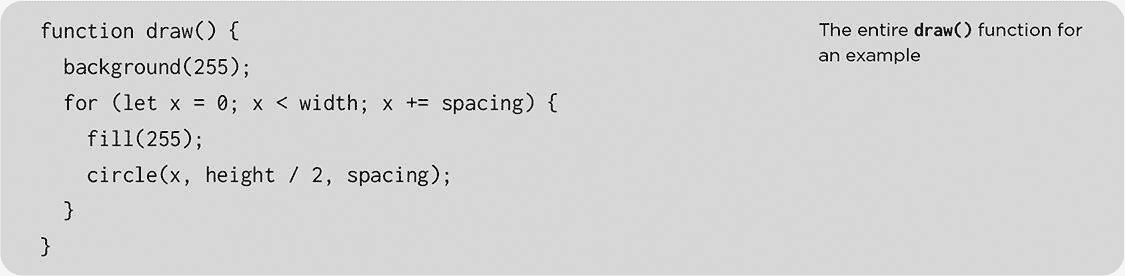 function draw() {
  background(255);
  for (let x = 0; x < width; x += spacing) {
    fill(255);
    circle(x, height / 2, spacing);
  }
}
The entire draw() function for
an example